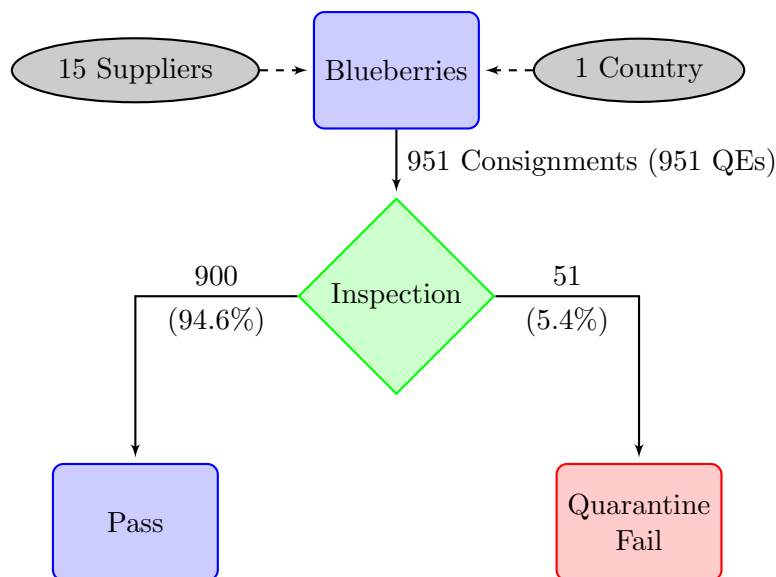 15 Suppliers
Blueberries
1 Country
951 Consignments (951 QEs)
900
(94.6%)
Inspection
51
(5.4%)
Pass
Quarantine
Fail